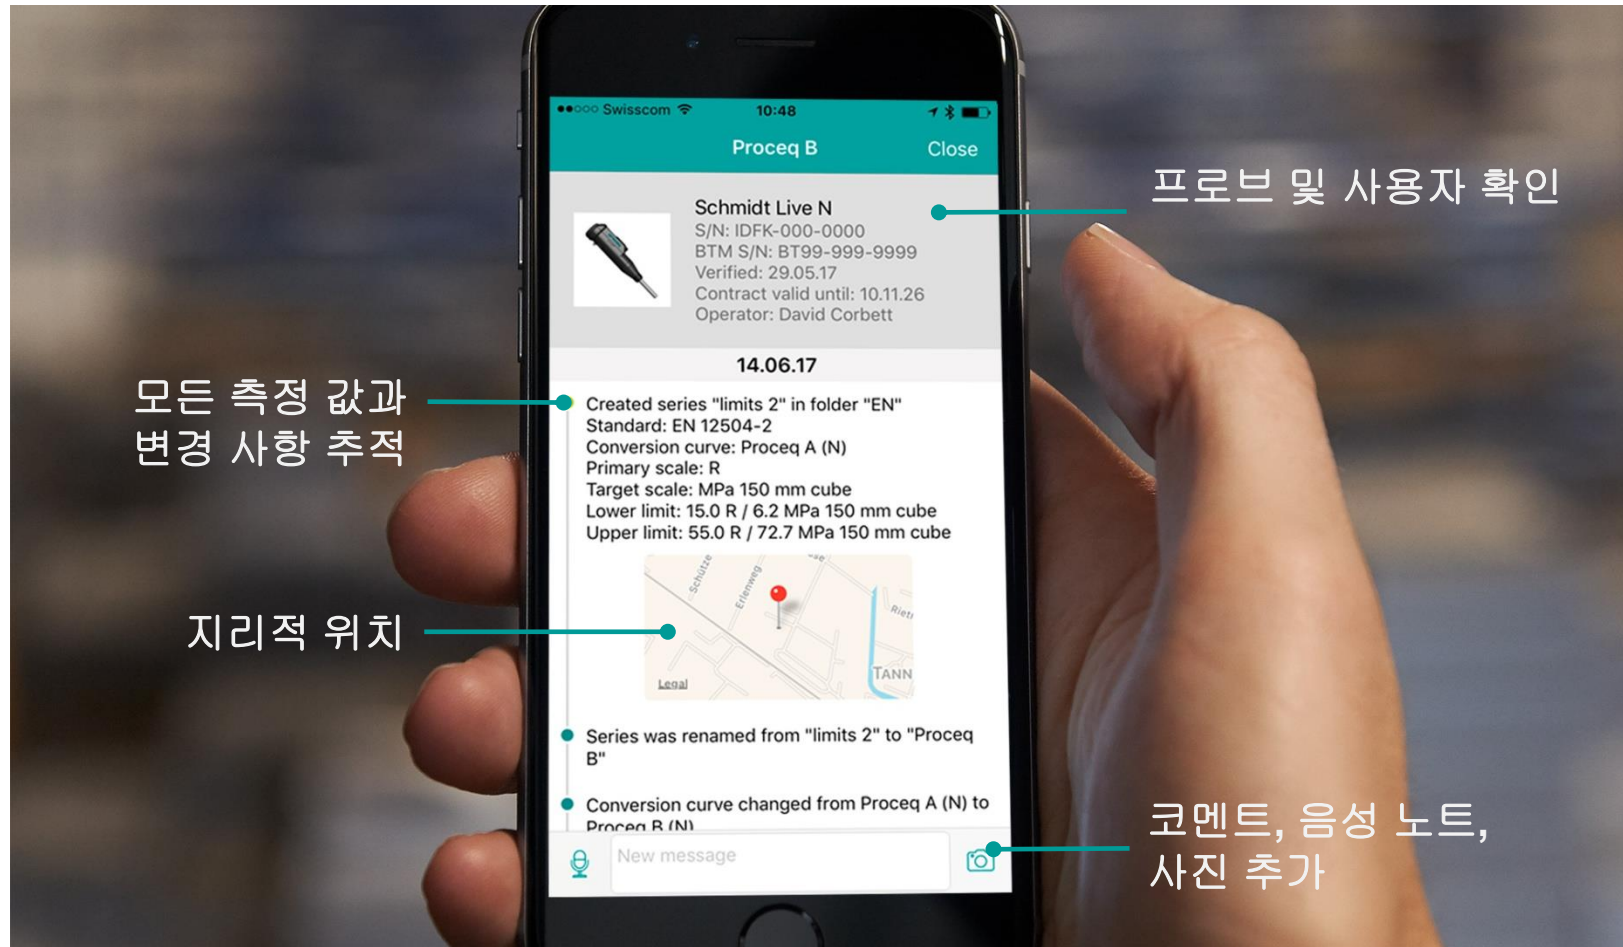 Swisscom
10:48
Proceq B
Close
Schmidt Live N
S/N: IDFK-000-0000
BTM S/N: BT99-999-9999
Verified: 29.05.17
Contract valid until: 10.11.26
Operator: David Corbett
프로브 및 사용자 확인
14.06.17
모든 측정 값과
변경 사항 추적
Created series "limits 2" in folder "EN"
Standard: EN 12504-2
Conversion curve: Proceq A (N)
Primary scale: R
Target scale: MPa 150 mm cube
Lower limit: 15.0 R / 6.2 MPa 150 mm cube
Upper limit: 55.0 R / 72.7 MPa 150 mm cube
지리적 위치
Schütze
Erlenweg
Riet
TANN
Legal
Series was renamed from "limits 2" to "Proceq
B"
Conversion curve changed from Proceq A (N) to
Proceq B (N)
New message
코멘트, 음성 노트,
사진 추가